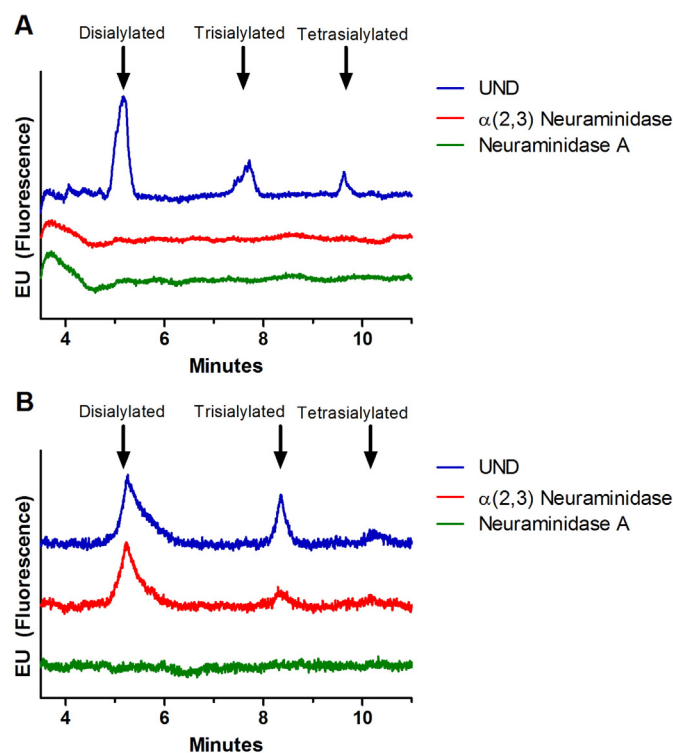 A
Disialylated
Trisialylated
Tetrasialylated
UND
α(2,3) Neuraminidase
Neuraminidase A
EU (Fluorescence)
4 6 8 10
Minutes
B
Disialylated
Trisialylated
Tetrasialylated
UND
α(2,3) Neuraminidase
Neuraminidase A
EU (Fluorescence)
4 6 8 10
Minutes